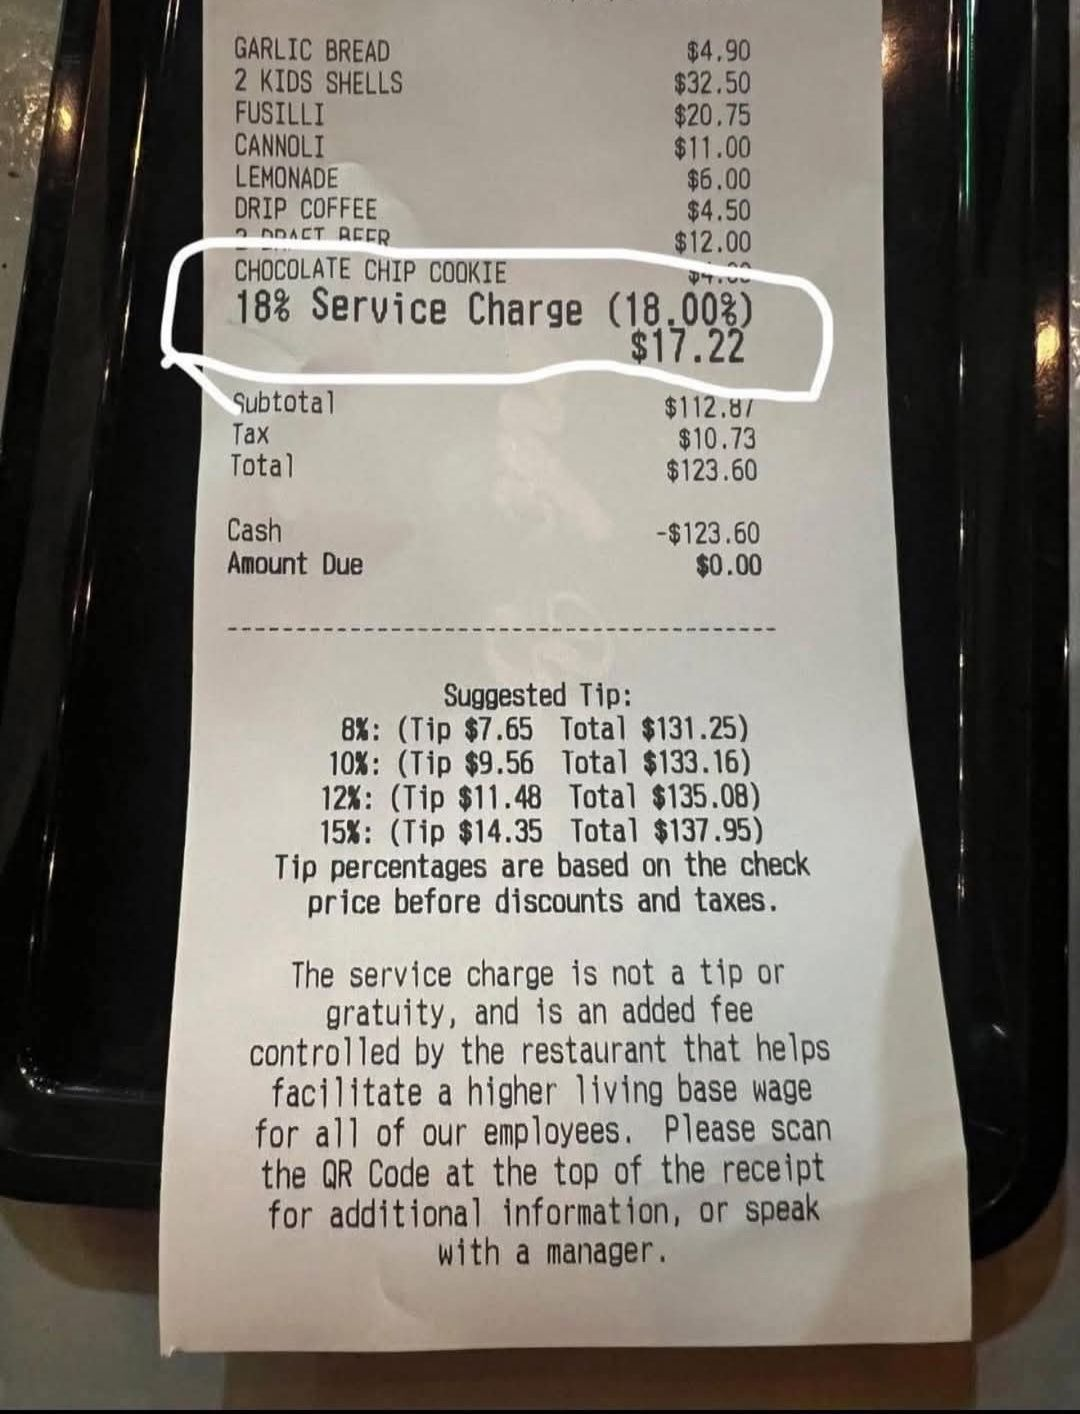 GARLIC BREAD $4.90
2 KIDS SHELLS $32.50
FUSILLI $20.75
CANNOLI $11.00
LEMONADE $6.00
DRIP COFFEE $4.50
DRAFT BEER $12.00
CHOCOLATE CHIP COOKIE $4.00
18% Service Charge (18.00%)
$17.22
Subtotal $112.87
Tax $10.73
Total $123.60
Cash -$123.60
Amount Due $0.00
Suggested Tip:
8%: (Tip $7.65 Total $131.25)
10%: (Tip $9.56 Total $133.16)
12%: (Tip $11.48 Total $135.08)
15%: (Tip $14.35 Total $137.95)
Tip percentages are based on the check
price before discounts and taxes.
The service charge is not a tip or
gratuity, and is an added fee
controlled by the restaurant that helps
facilitate a higher living base wage
for all of our employees. Please scan
the QR Code at the top of the receipt
for additional information, or speak
with a manager.